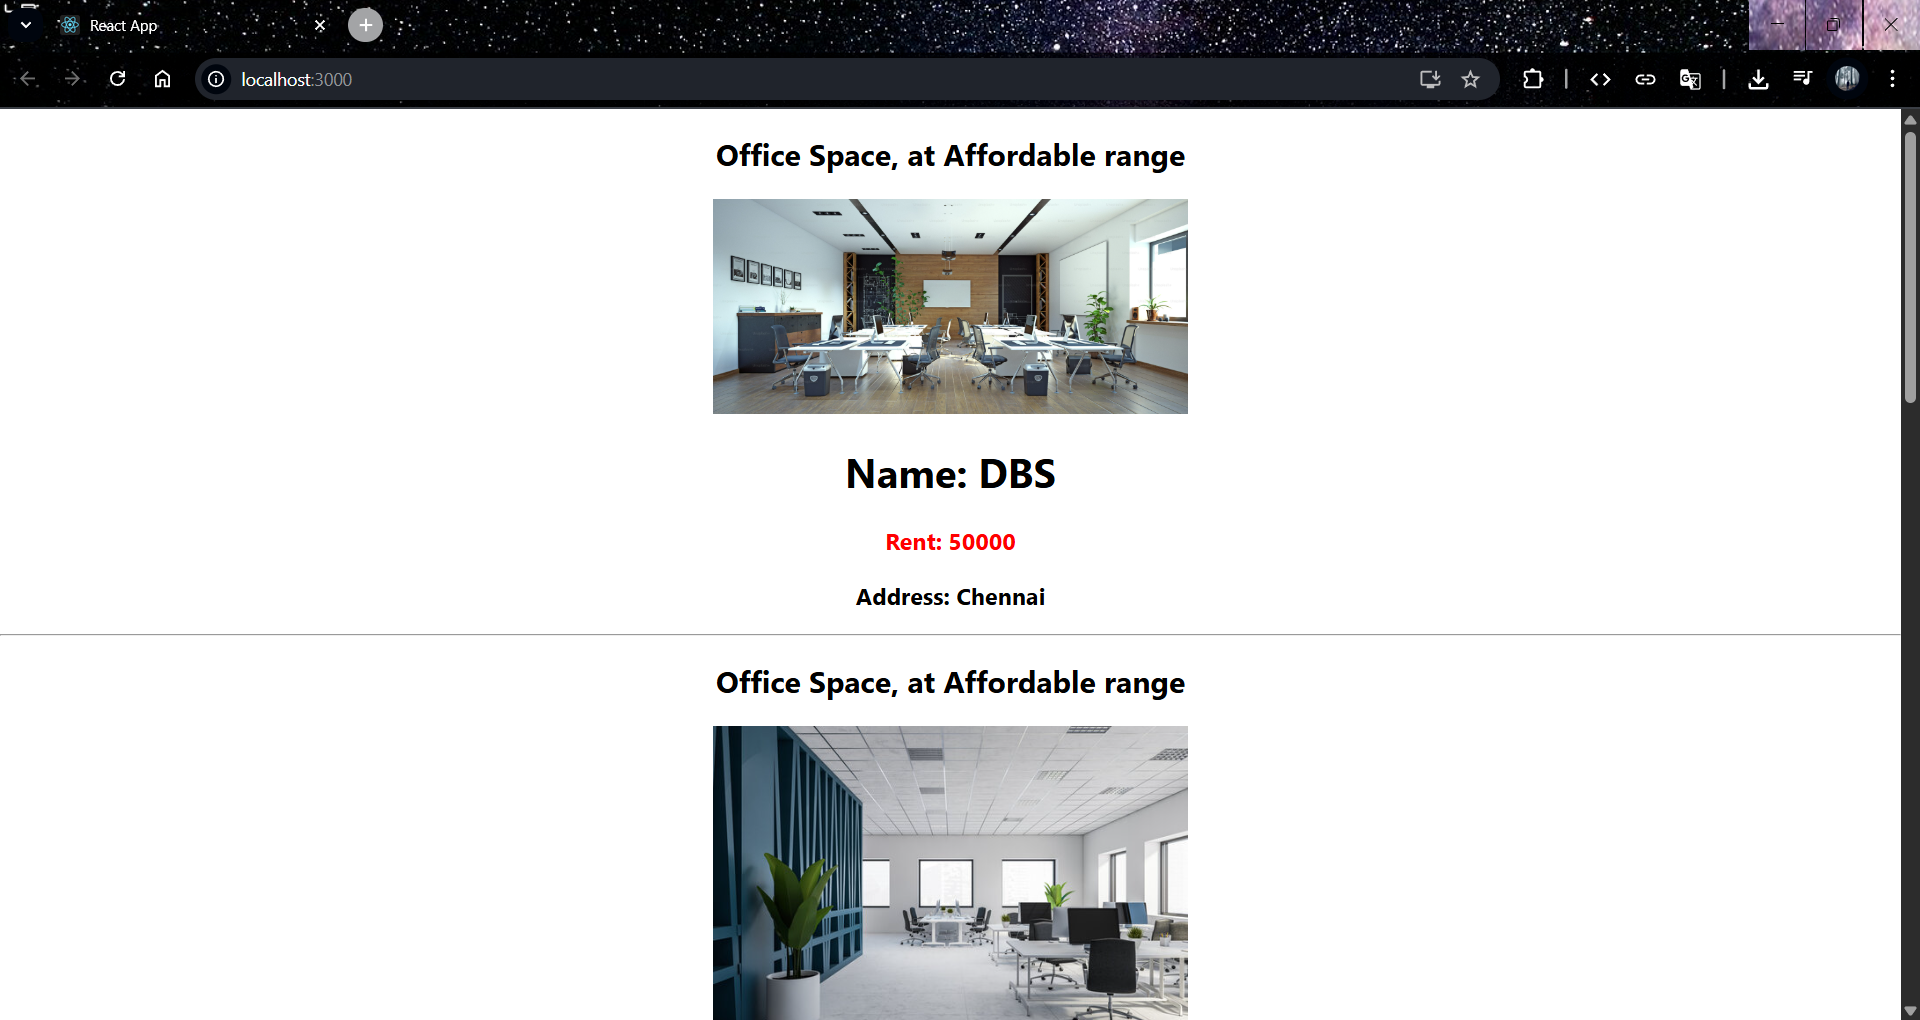 React App
localhost:3000
Office Space, at Affordable range
Name: DBS
Rent: 50000
Address: Chennai
Office Space, at Affordable range